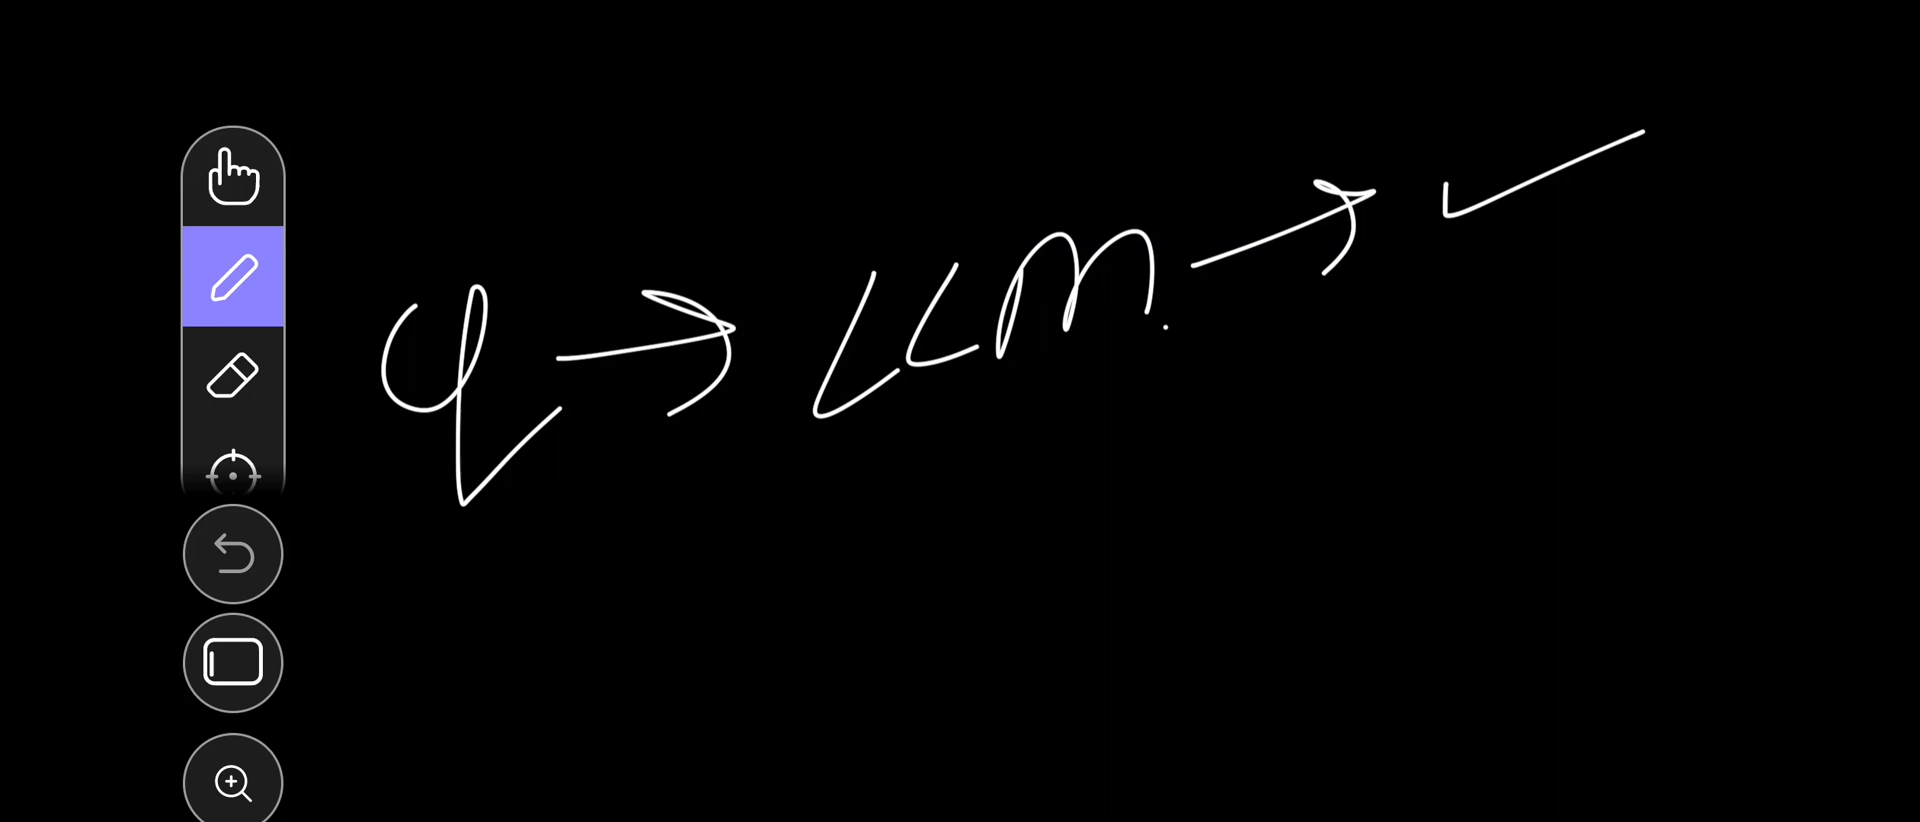 q → LLM. → ✓